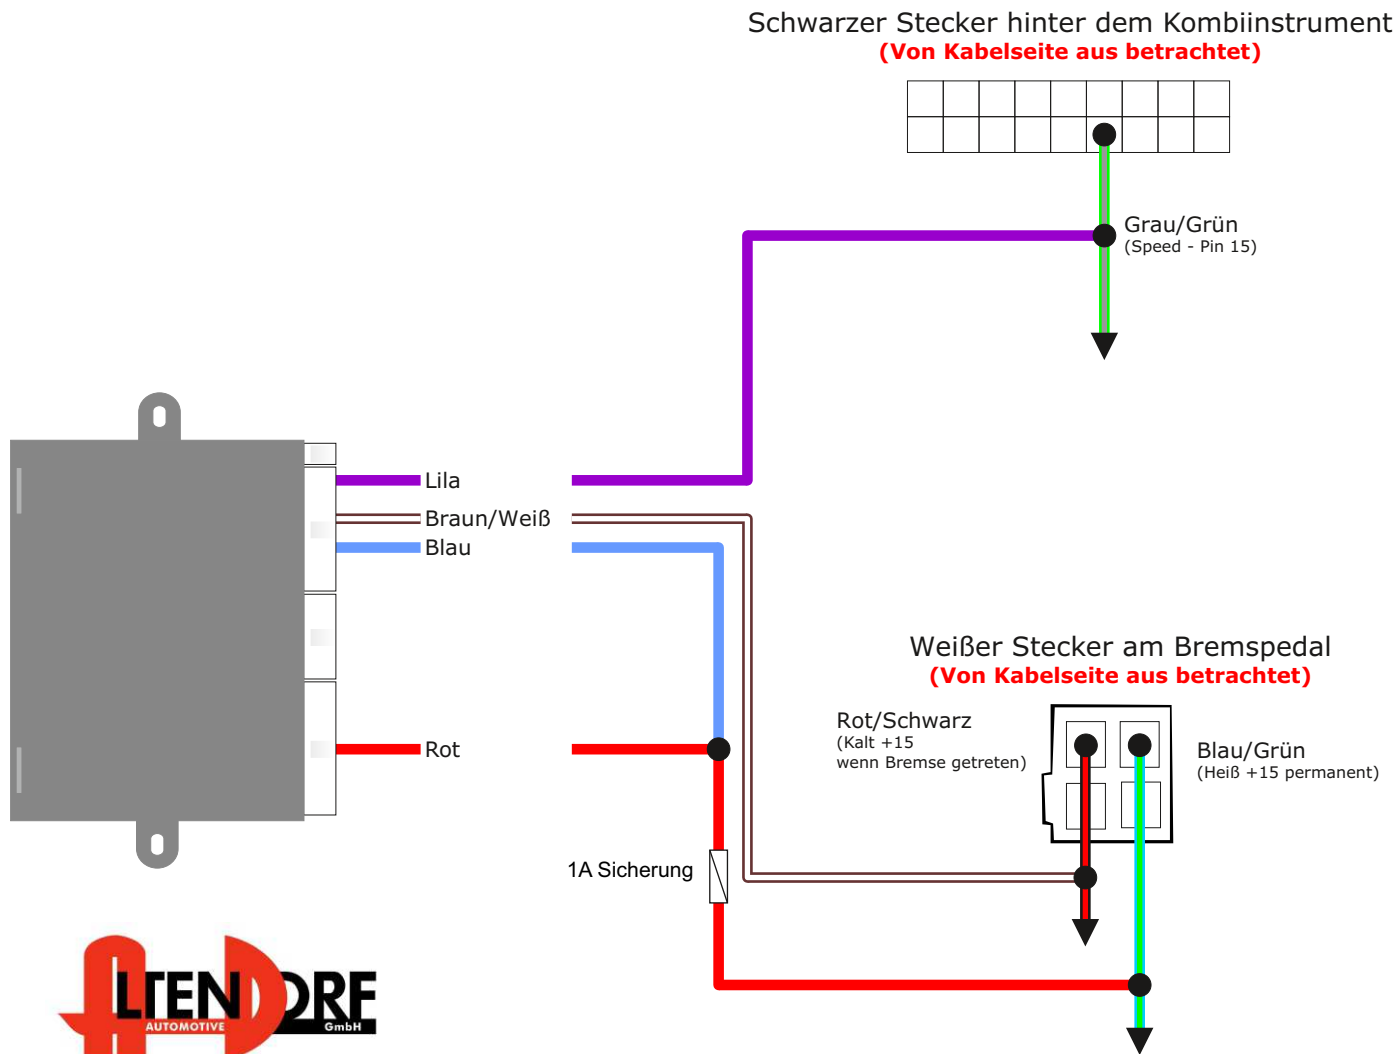 Schwarzer Stecker hinter dem Kombiinstrument
(Von Kabelseite aus betrachtet)
Grau/Grün
(Speed - Pin 15)
Lila
Braun/Weiß
Blau
Weißer Stecker am Bremspedal
(Von Kabelseite aus betrachtet)
Rot/Schwarz
(Kalt +15
wenn Bremse getreten)
Blau/Grün
(Heiß +15 permanent)
Rot
1A Sicherung
ALTENDORF
AUTOMOTIVE
GmbH